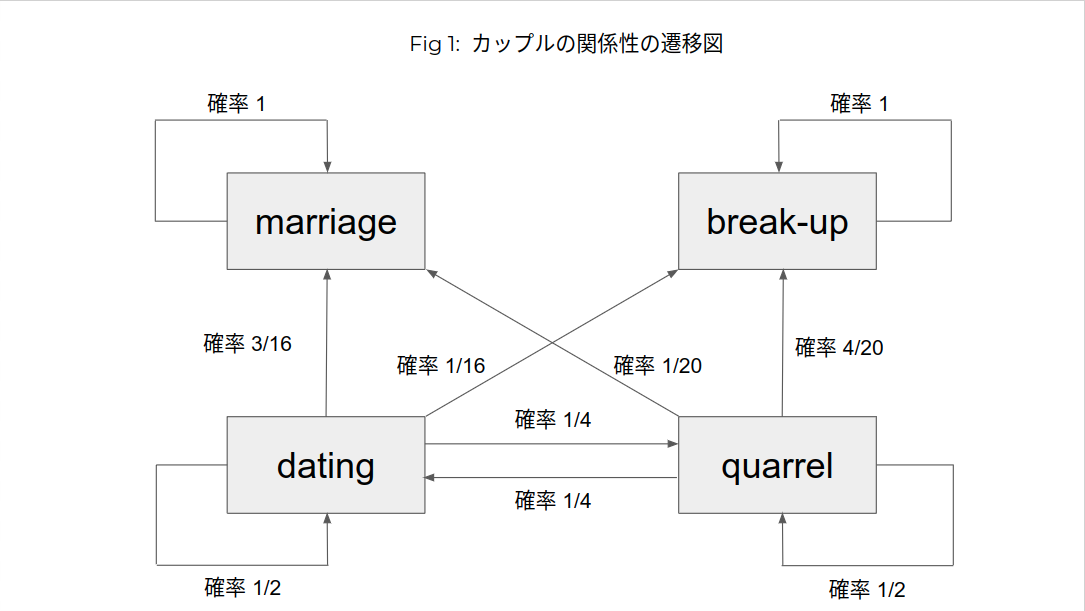 Fig 1: カップルの関係性の遷移図
確率 1
確率 1
marriage
break-up
確率 3/16
確率 1/16
確率 1/20
確率 4/20
確率 1/4
dating
quarrel
確率 1/4
確率 1/2
確率 1/2